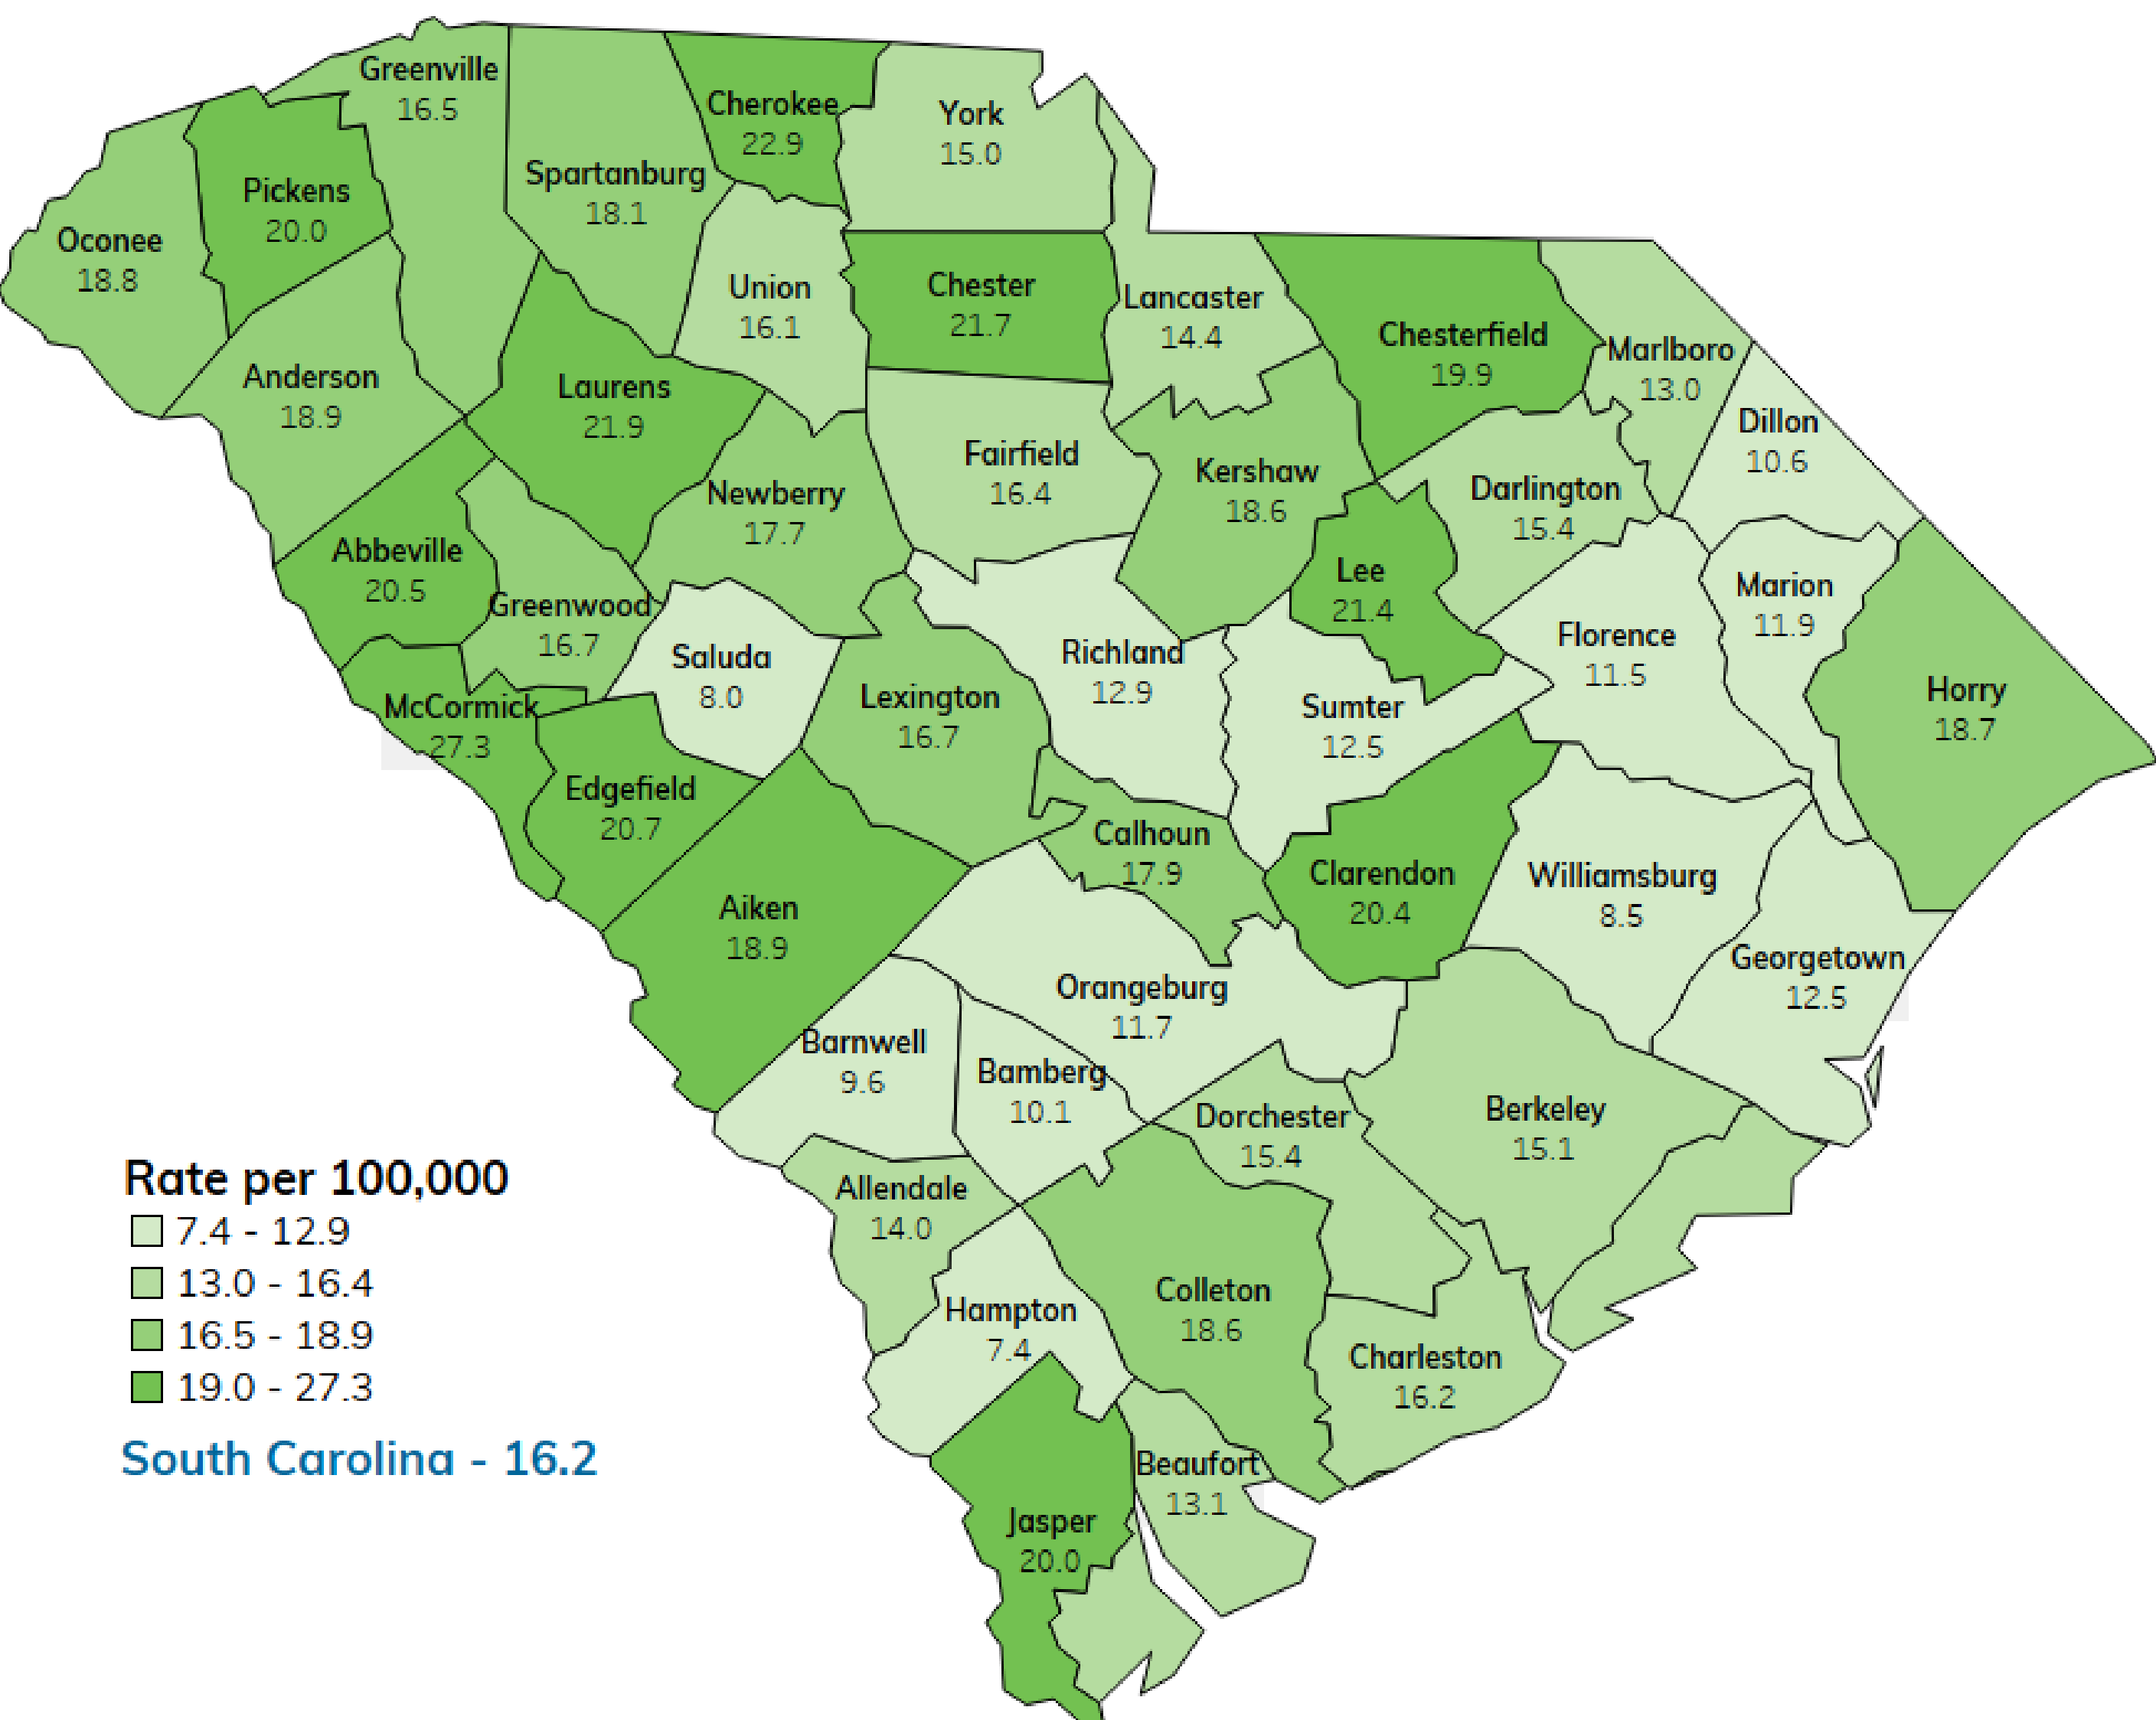 Greenville
16.5
Cherokee
22.9
York
15.0
Spartanburg
18.1
Pickens
20.0
Oconee
18.8
Union
16.1
Chester
21.7
Lancaster
14.4
Chesterfield
19.9
Marlboro
13.0
Anderson
18.9
Laurens
21.9
Dillon
10.6
Fairfield
16.4
Kershaw
18.6
Newberry
17.7
Darlington
15.4
Abbeville
20.5
Lee
21.4
Marion
11.9
Greenwood
16.7
Florence
11.5
Saluda
8.0
Richland
12.9
Lexington
16.7
Sumter
12.5
Horry
18.7
McCormick
27.3
Edgefield
20.7
Calhoun
17.9
Clarendon
20.4
Williamsburg
8.5
Aiken
18.9
Georgetown
12.5
Orangeburg
11.7
Barnwell
9.6
Bamberg
10.1
Dorchester
15.4
Berkeley
15.1
Allendale
14.0
Colleton
18.6
Hampton
7.4
Charleston
16.2
Beaufort
13.1
Jasper
20.0
Rate per 100,000
7.4 - 12.9
13.0 - 16.4
16.5 - 18.9
19.0 - 27.3
South Carolina - 16.2